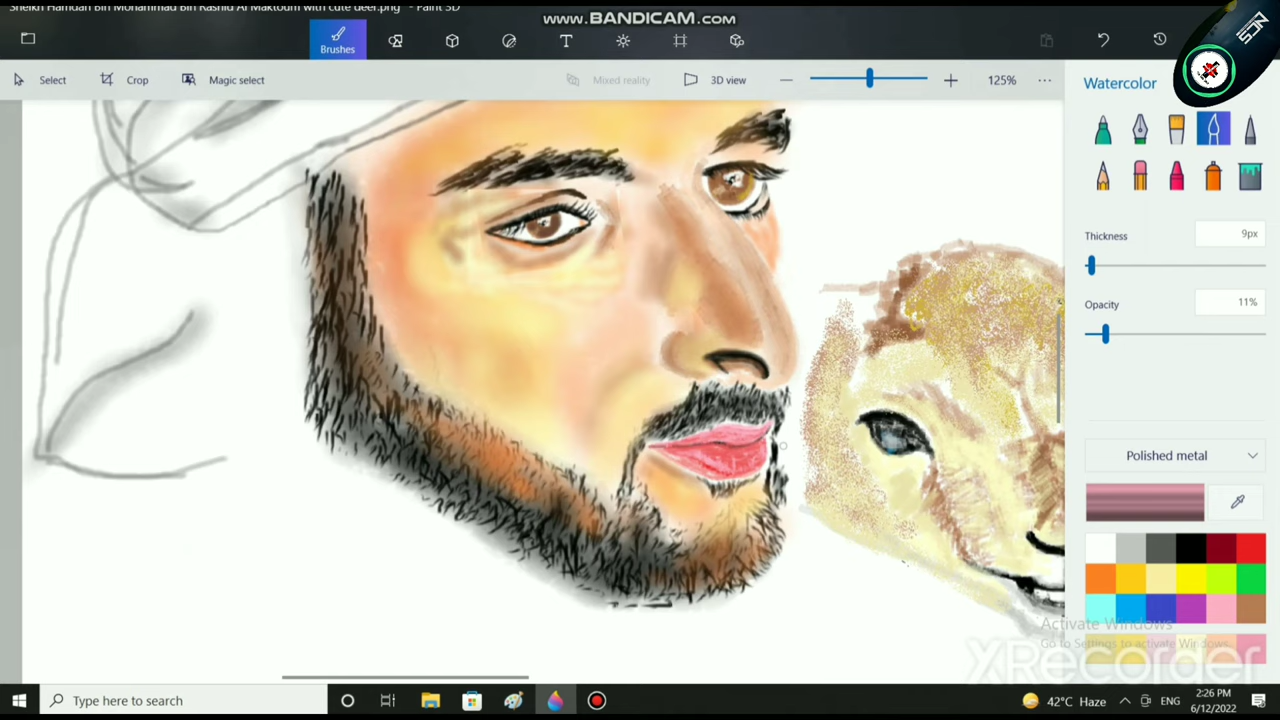 Sheikh Hamdan Bin Mohammad Bin Rashid Al Maktoum with cute deer.png - Paint 3D
www.BANDICAM.com
Brushes
Select
Crop
Magic select
Mixed reality
3D view
125%
Watercolor
Thickness
9px
Opacity
11%
Polished metal
Activate Windows
Go to Settings to activate Windows.
XRecorder
Type here to search
42°C Haze
ENG
2:26 PM
6/12/2022